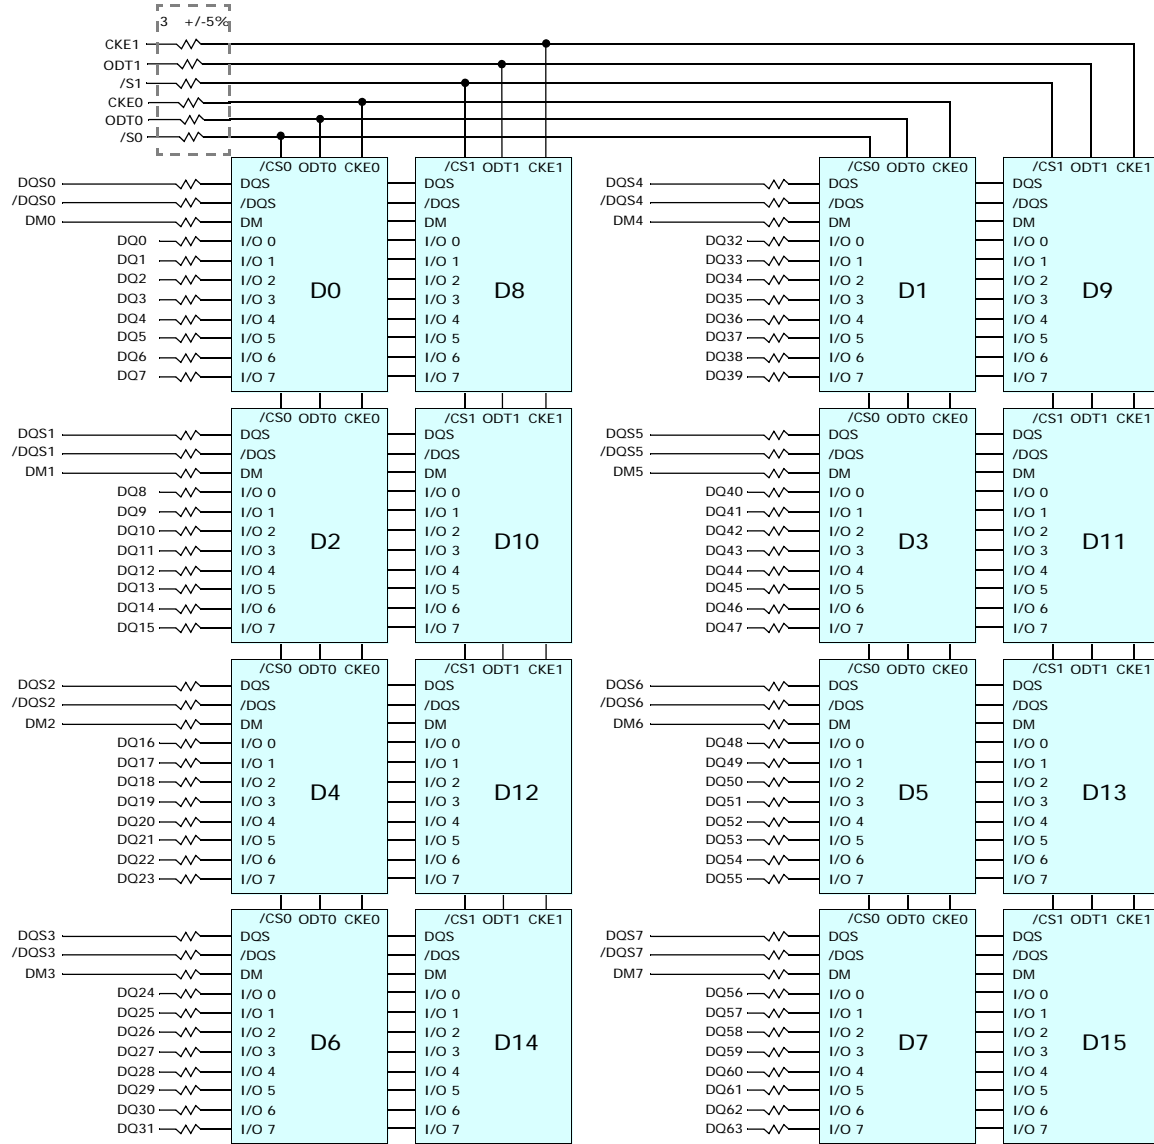 3 +/-5%
CKE1
ODT1
/S1
CKE0
ODT0
/S0
/CS0 ODT0 CKE0
DQS0 DQS
/DQS0 /DQS
DM0 DM
DQ0 I/O 0
DQ1 I/O 1
DQ2 I/O 2
DQ3 I/O 3
DQ4 I/O 4
DQ5 I/O 5
DQ6 I/O 6
DQ7 I/O 7
D0
/CS1 ODT1 CKE1
DQS
/DQS
DM
I/O 0
I/O 1
I/O 2
I/O 3
I/O 4
I/O 5
I/O 6
I/O 7
D8
/CS0 ODT0 CKE0
DQS4 DQS
/DQS4 /DQS
DM4 DM
DQ32 I/O 0
DQ33 I/O 1
DQ34 I/O 2
DQ35 I/O 3
DQ36 I/O 4
DQ37 I/O 5
DQ38 I/O 6
DQ39 I/O 7
D1
/CS1 ODT1 CKE1
DQS
/DQS
DM
I/O 0
I/O 1
I/O 2
I/O 3
I/O 4
I/O 5
I/O 6
I/O 7
D9
/CS0 ODT0 CKE0
DQS1 DQS
/DQS1 /DQS
DM1 DM
DQ8 I/O 0
DQ9 I/O 1
DQ10 I/O 2
DQ11 I/O 3
DQ12 I/O 4
DQ13 I/O 5
DQ14 I/O 6
DQ15 I/O 7
D2
/CS1 ODT1 CKE1
DQS
/DQS
DM
I/O 0
I/O 1
I/O 2
I/O 3
I/O 4
I/O 5
I/O 6
I/O 7
D10
/CS0 ODT0 CKE0
DQS5 DQS
/DQS5 /DQS
DM5 DM
DQ40 I/O 0
DQ41 I/O 1
DQ42 I/O 2
DQ43 I/O 3
DQ44 I/O 4
DQ45 I/O 5
DQ46 I/O 6
DQ47 I/O 7
D3
/CS1 ODT1 CKE1
DQS
/DQS
DM
I/O 0
I/O 1
I/O 2
I/O 3
I/O 4
I/O 5
I/O 6
I/O 7
D11
/CS0 ODT0 CKE0
DQS2 DQS
/DQS2 /DQS
DM2 DM
DQ16 I/O 0
DQ17 I/O 1
DQ18 I/O 2
DQ19 I/O 3
DQ20 I/O 4
DQ21 I/O 5
DQ22 I/O 6
DQ23 I/O 7
D4
/CS1 ODT1 CKE1
DQS
/DQS
DM
I/O 0
I/O 1
I/O 2
I/O 3
I/O 4
I/O 5
I/O 6
I/O 7
D12
/CS0 ODT0 CKE0
DQS6 DQS
/DQS6 /DQS
DM6 DM
DQ48 I/O 0
DQ49 I/O 1
DQ50 I/O 2
DQ51 I/O 3
DQ52 I/O 4
DQ53 I/O 5
DQ54 I/O 6
DQ55 I/O 7
D5
/CS1 ODT1 CKE1
DQS
/DQS
DM
I/O 0
I/O 1
I/O 2
I/O 3
I/O 4
I/O 5
I/O 6
I/O 7
D13
/CS0 ODT0 CKE0
DQS3 DQS
/DQS3 /DQS
DM3 DM
DQ24 I/O 0
DQ25 I/O 1
DQ26 I/O 2
DQ27 I/O 3
DQ28 I/O 4
DQ29 I/O 5
DQ30 I/O 6
DQ31 I/O 7
D6
/CS1 ODT1 CKE1
DQS
/DQS
DM
I/O 0
I/O 1
I/O 2
I/O 3
I/O 4
I/O 5
I/O 6
I/O 7
D14
/CS0 ODT0 CKE0
DQS7 DQS
/DQS7 /DQS
DM7 DM
DQ56 I/O 0
DQ57 I/O 1
DQ58 I/O 2
DQ59 I/O 3
DQ60 I/O 4
DQ61 I/O 5
DQ62 I/O 6
DQ63 I/O 7
D7
/CS1 ODT1 CKE1
DQS
/DQS
DM
I/O 0
I/O 1
I/O 2
I/O 3
I/O 4
I/O 5
I/O 6
I/O 7
D15